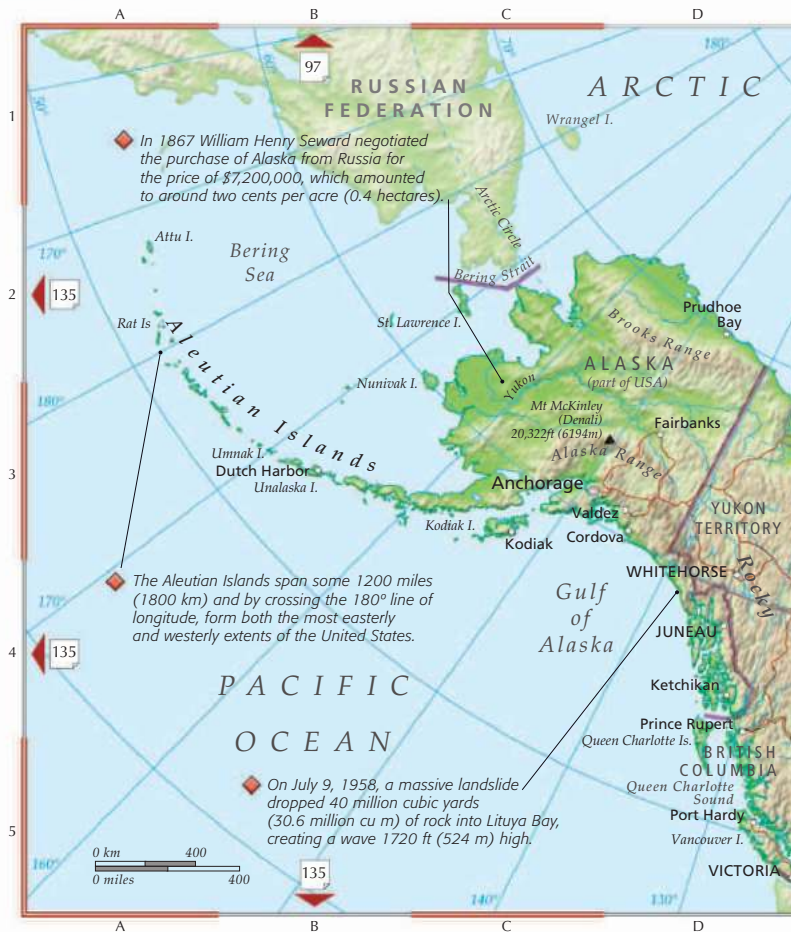 A
B
C
D
97
180°
60°
70°
50°
RUSSIAN
FEDERATION
ARCTIC
1
Wrangel I.
In 1867 William Henry Seward negotiated
the purchase of Alaska from Russia for
the price of $7,200,000, which amounted
to around two cents per acre (0.4 hectares).
Arctic Circle
170°
Attu I.
Bering
Sea
Bering Strait
2
135
Prudhoe
Bay
Rat Is
St. Lawrence I.
Brooks Range
Aleutian Islands
ALASKA
(part of USA)
Nunivak I.
Yukon
180°
Mt McKinley
(Denali)
20,322ft (6194m)
Fairbanks
Alaska Range
Umnak I.
Dutch Harbor
Unalaska I.
3
Anchorage
YUKON
TERRITORY
Valdez
Kodiak I.
Kodiak
Cordova
WHITEHORSE
Rocky
The Aleutian Islands span some 1200 miles
(1800 km) and by crossing the 180º line of
longitude, form both the most easterly
and westerly extents of the United States.
170°
Gulf
of
Alaska
JUNEAU
4
135
PACIFIC
OCEAN
Ketchikan
Prince Rupert
Queen Charlotte Is.
BRITISH
COLUMBIA
Queen Charlotte
Sound
On July 9, 1958, a massive landslide
dropped 40 million cubic yards
(30.6 million cu m) of rock into Lituya Bay,
creating a wave 1720 ft (524 m) high.
Port Hardy
Vancouver I.
5
0 km 400
0 miles 400
160°
135
140°
130°
VICTORIA
A
B
C
D